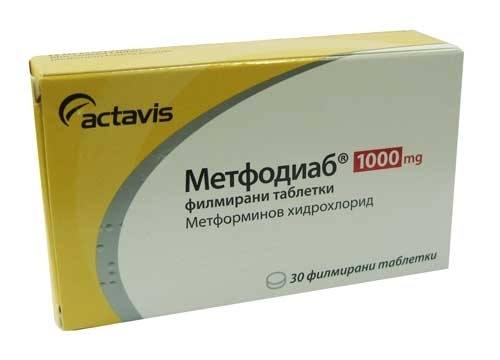 actavis
Метфодиаб® 1000 mg
филмирани таблетки
Метформинов хидрохлорид
30 филмирани таблетки